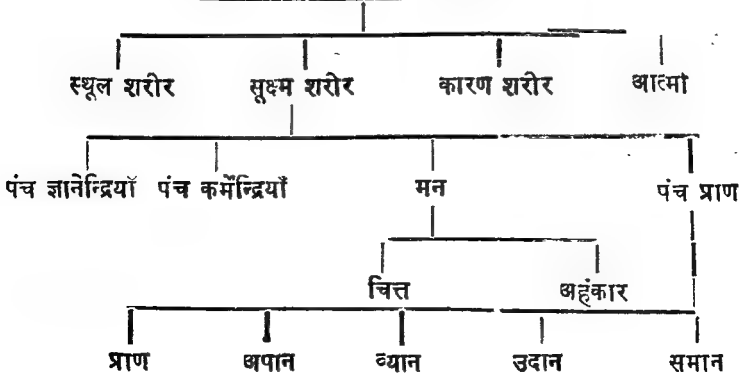 स्थूल शरीर सूक्ष्म शरीर कारण शरीर आत्मा
पंच ज्ञानेन्द्रियाँ पंच कर्मेन्द्रियाँ मन पंच प्राण
चित्त अहंकार
प्राण अपान व्यान उदान समान